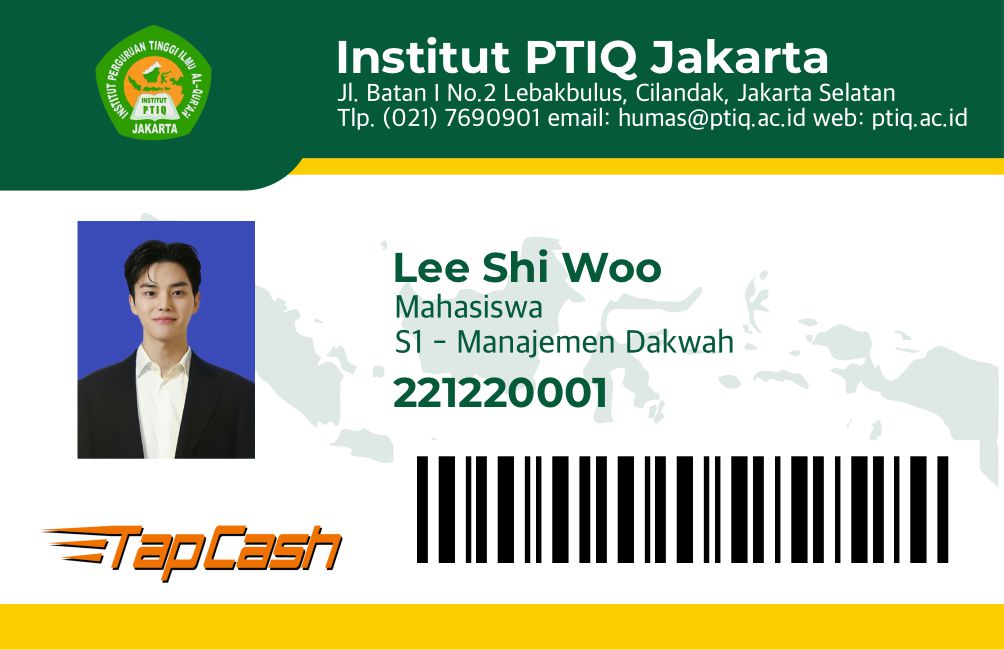 INSTITUT PERGURUAN TINGGI ILMU AL-QUR'AN
INSTITUT
PTIQ
JAKARTA
Institut PTIQ Jakarta
Jl. Batan I No.2 Lebakbulus, Cilandak, Jakarta Selatan
Tlp. (021) 7690901 email: humas@ptiq.ac.id web: ptiq.ac.id
Lee Shi Woo
Mahasiswa
S1 - Manajemen Dakwah
221220001
TapCash